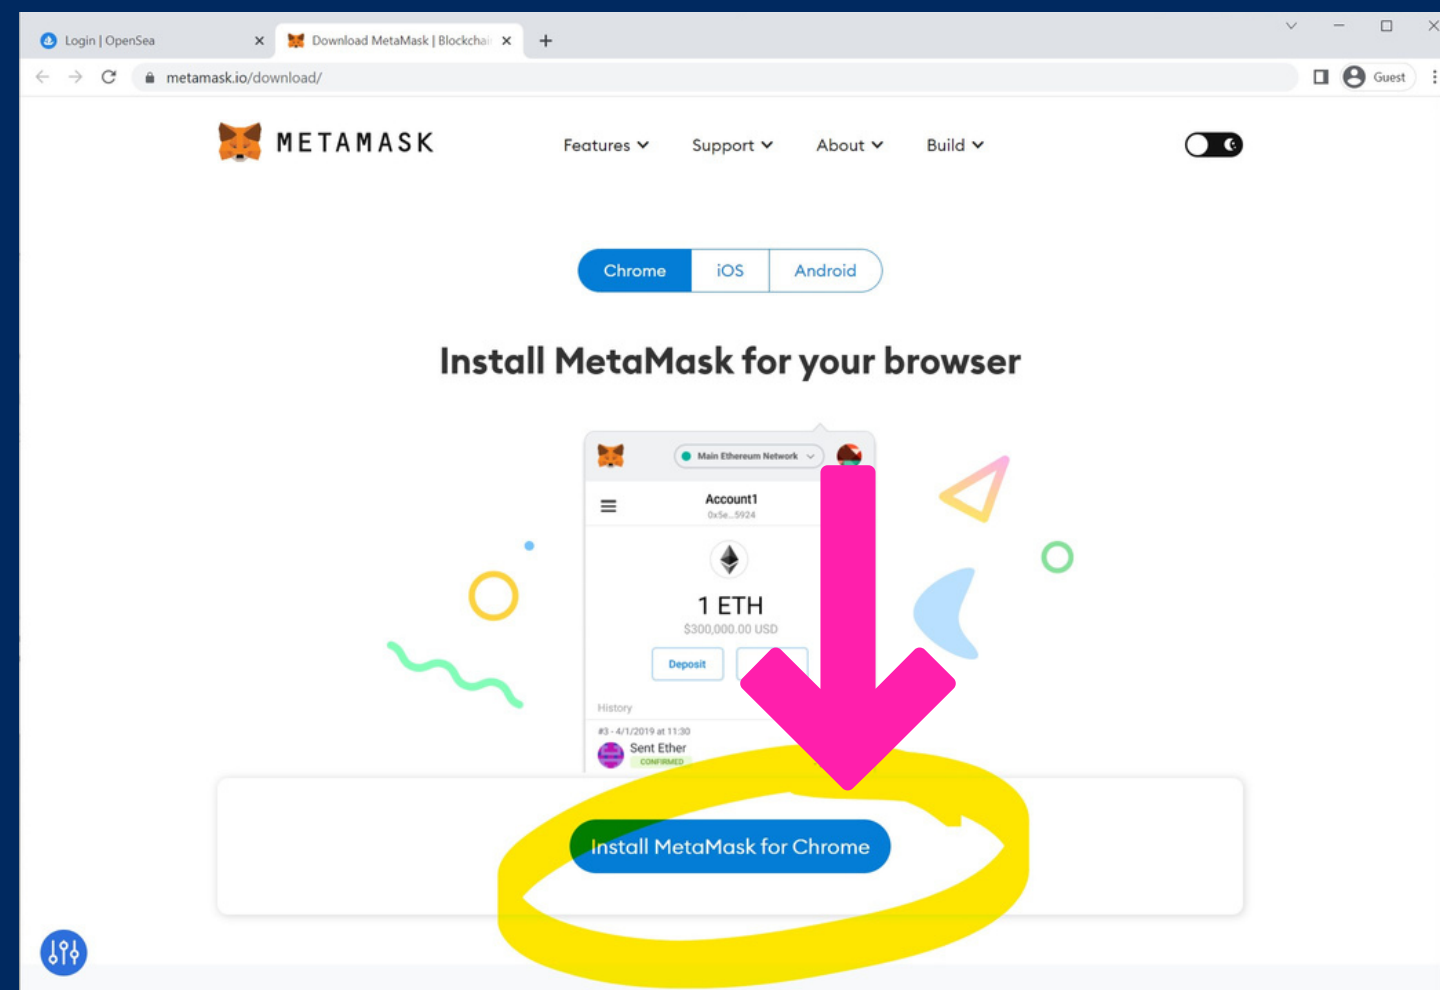 Login | OpenSea
Download MetaMask | Blockchai
metamask.io/download/
Guest
METAMASK
Features
Support
About
Build
Chrome
iOS
Android
Install MetaMask for your browser
Main Ethereum Network
Account1
0x5e...5924
1 ETH
$300,000.00 USD
Deposit
History
#3 - 4/1/2019 at 11:30
Sent Ether
CONFIRMED
Install MetaMask for Chrome